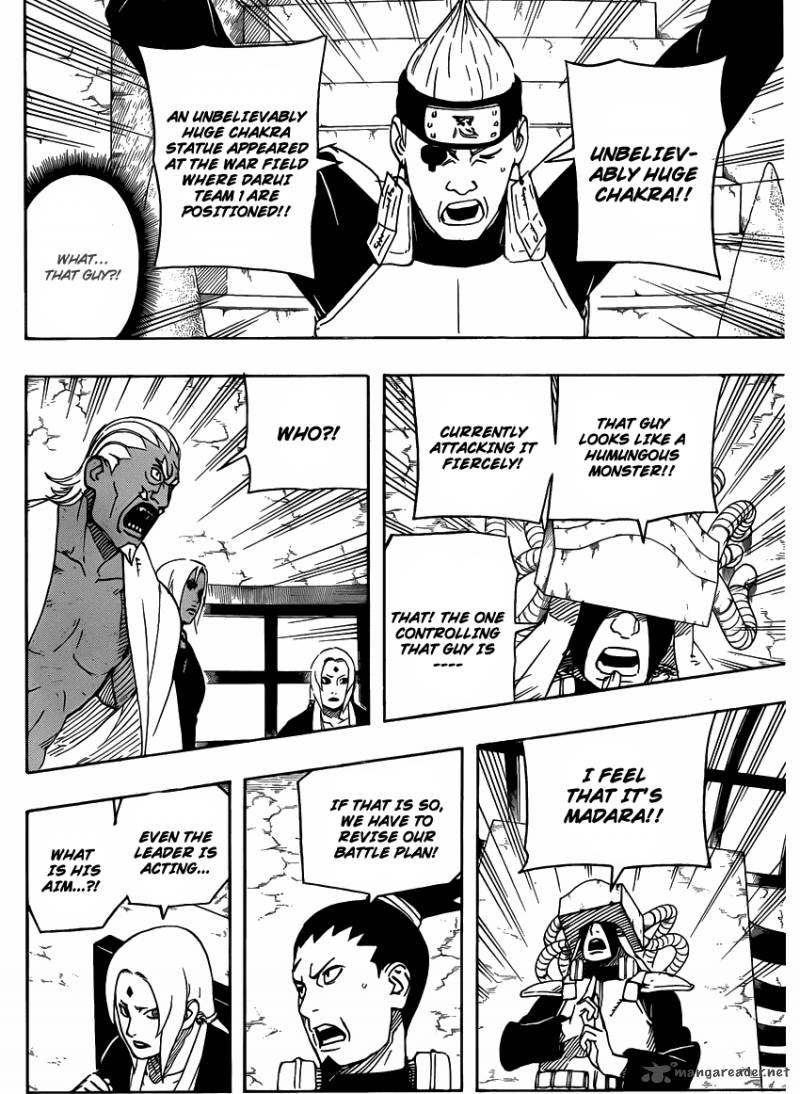 UNBELIEV-
ABLY HUGE
CHAKRA!!
忍
AN UNBELIEVABLY
HUGE CHAKRA
STATUE APPEARED
AT THE WAR FIELD
WHERE DARUI
TEAM 1 ARE
POSITIONED!!
WHAT...
THAT GUY?!
THAT GUY
LOOKS LIKE A
HUMUNGOUS
MONSTER!!
CURRENTLY
ATTACKING IT
FIERCELY!
THAT! THE ONE
CONTROLLING
THAT GUY IS
----
WHO?!
I FEEL
THAT IT'S
MADARA!!
IF THAT IS SO,
WE HAVE TO
REVISE OUR
BATTLE PLAN!
EVEN THE
LEADER IS
ACTING...
WHAT
IS HIS
AIM...?!
mangareader.net